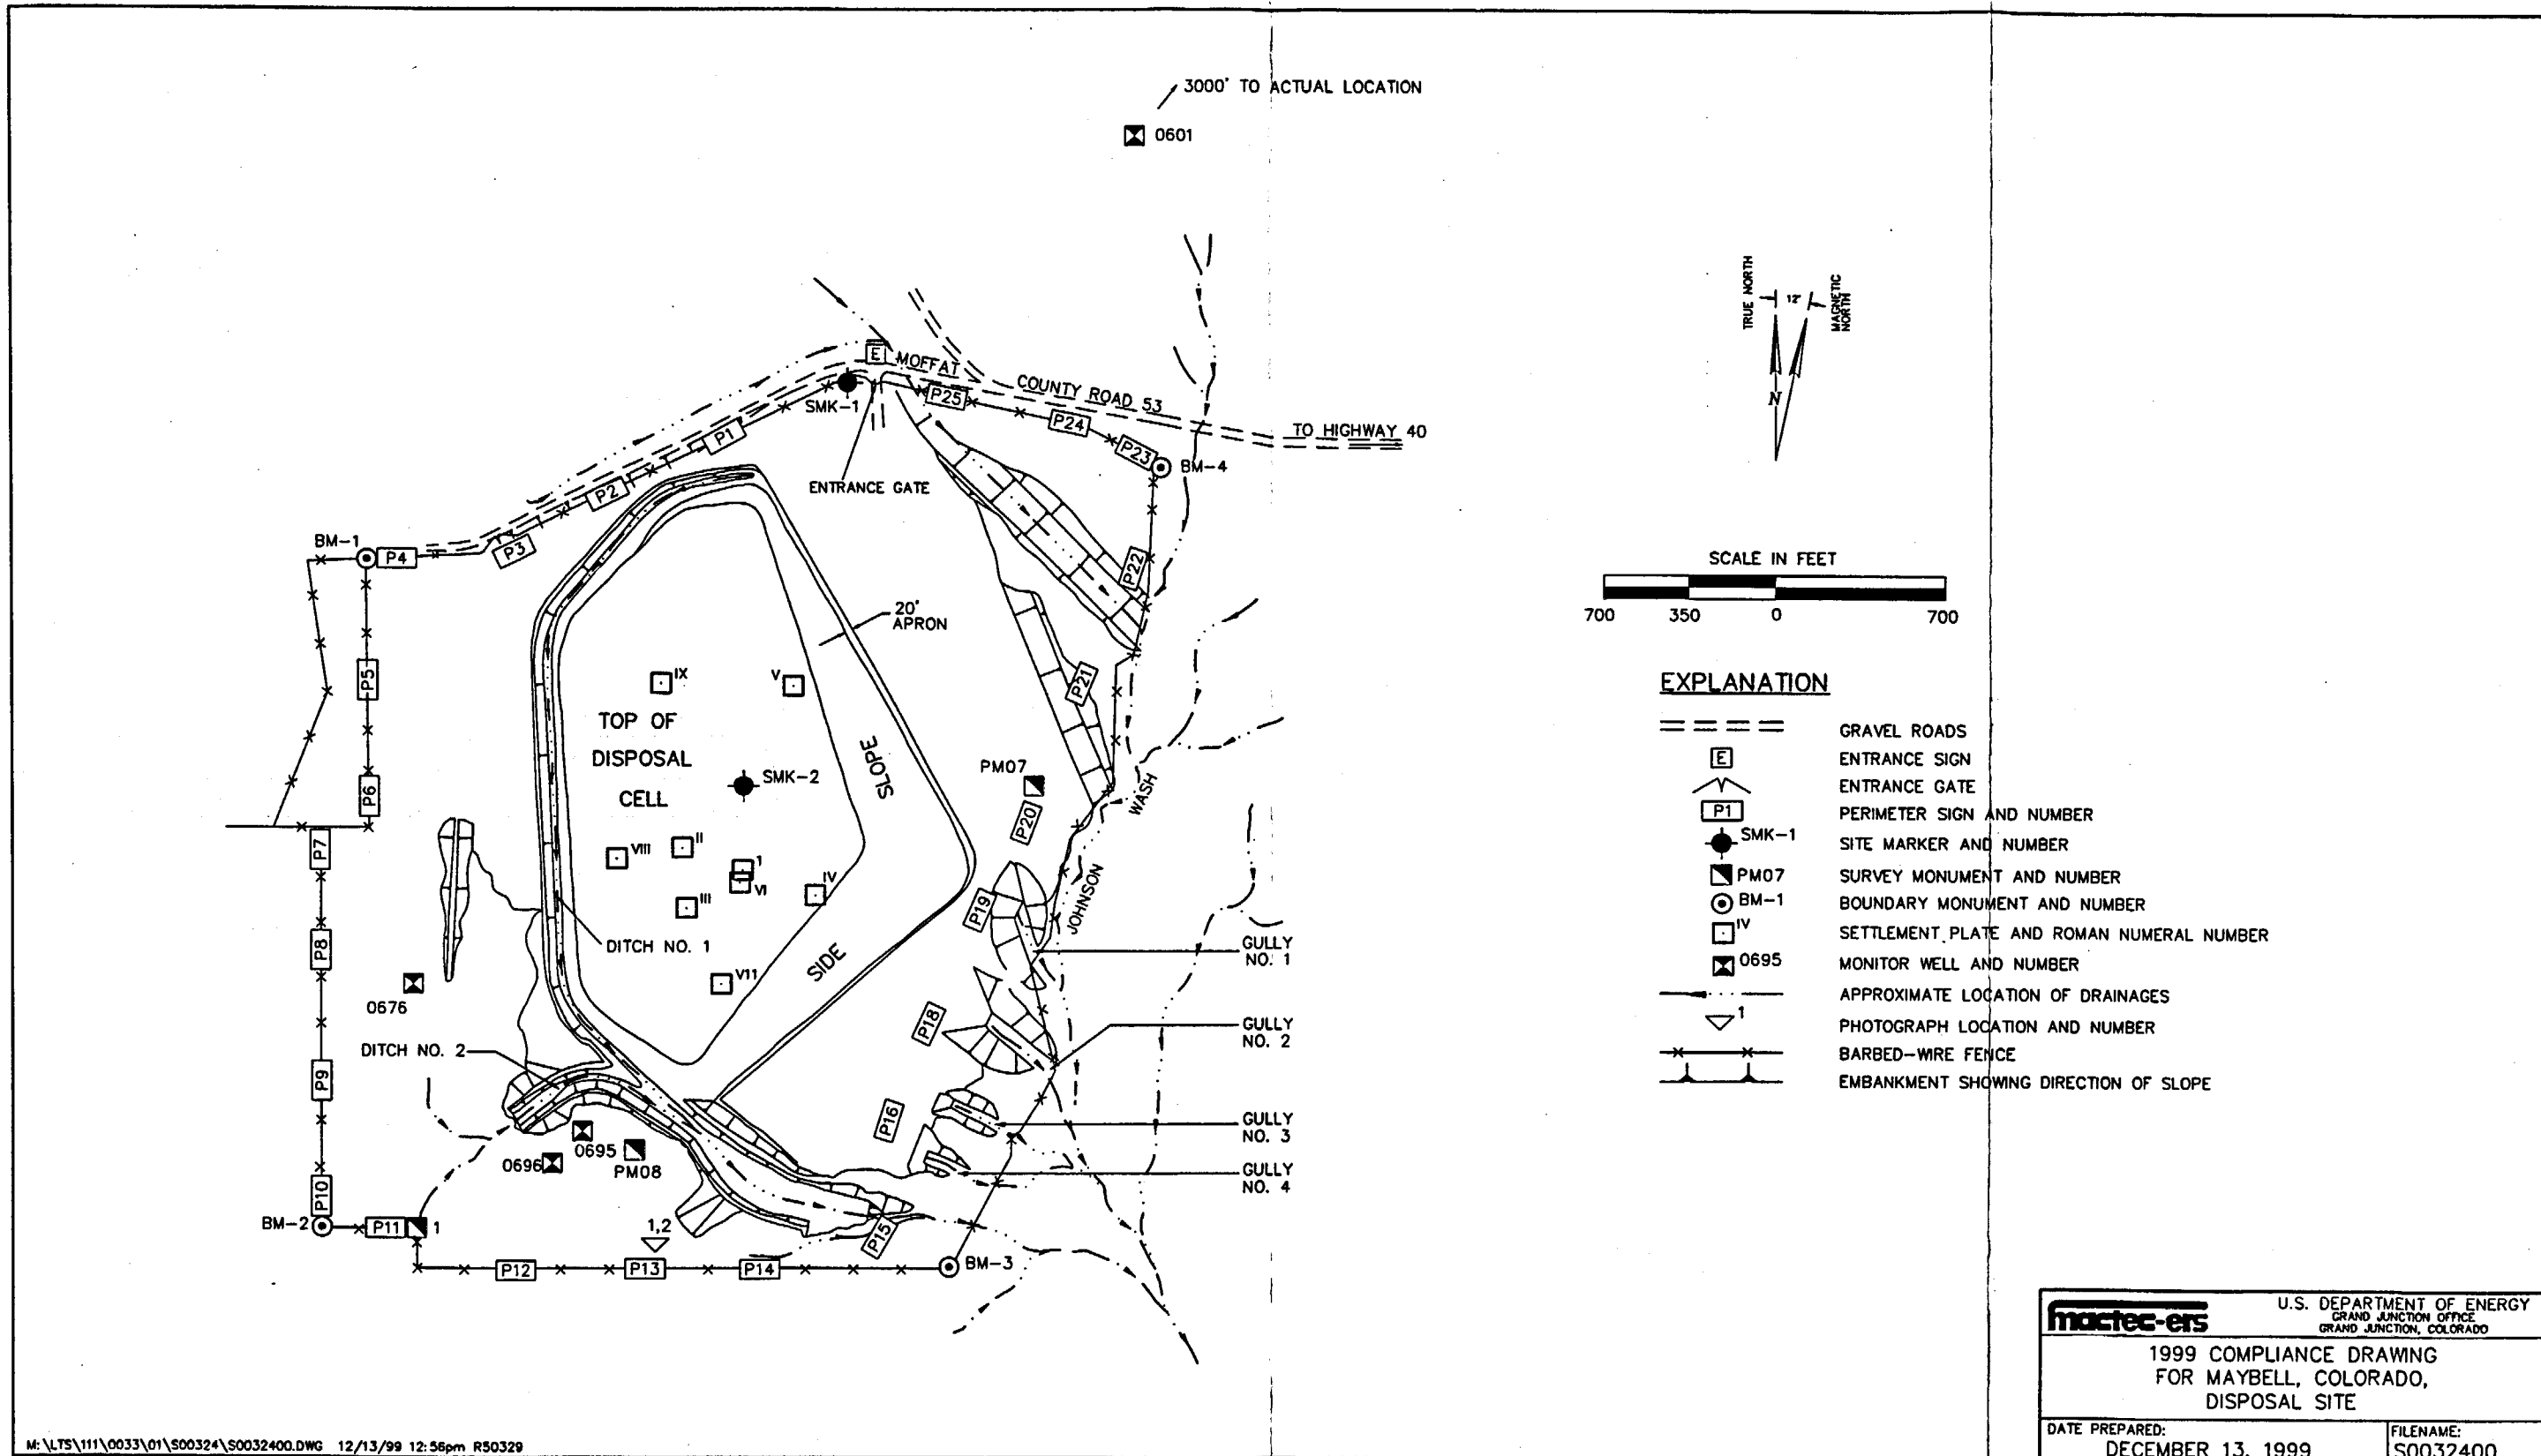 3000' TO ACTUAL LOCATION
0601
TRUE NORTH
12°
MAGNETIC
NORTH
N
E
MOFFAT
COUNTY ROAD 53
TO HIGHWAY 40
SMK-1
P25
P24
P23
BM-4
P1
P2
P3
ENTRANCE GATE
BM-1
P4
P22
SCALE IN FEET
700
350
0
700
20'
APRON
P5
IX
V
P21
TOP OF
DISPOSAL
CELL
SLOPE
SMK-2
PM07
P20
WASH
JOHNSON
P6
P7
VIII
II
1
VI
IV
III
P19
P8
DITCH NO. 1
SIDE
V11
GULLY
NO. 1
0676
P18
GULLY
NO. 2
DITCH NO. 2
P9
P16
GULLY
NO. 3
0695
0696
PM08
GULLY
NO. 4
P10
BM-2
P11
1
1,2
P15
P12
P13
P14
BM-3
EXPLANATION
GRAVEL ROADS
E
ENTRANCE SIGN
ENTRANCE GATE
P1
PERIMETER SIGN AND NUMBER
SMK-1
SITE MARKER AND NUMBER
PM07
SURVEY MONUMENT AND NUMBER
BM-1
BOUNDARY MONUMENT AND NUMBER
IV
SETTLEMENT PLATE AND ROMAN NUMERAL NUMBER
0695
MONITOR WELL AND NUMBER
APPROXIMATE LOCATION OF DRAINAGES
1
PHOTOGRAPH LOCATION AND NUMBER
BARBED-WIRE FENCE
EMBANKMENT SHOWING DIRECTION OF SLOPE
mactec-ers
U.S. DEPARTMENT OF ENERGY
GRAND JUNCTION OFFICE
GRAND JUNCTION, COLORADO
1999 COMPLIANCE DRAWING
FOR MAYBELL, COLORADO,
DISPOSAL SITE
DATE PREPARED:
DECEMBER 13, 1999
FILENAME:
S0032400
M:\LTS\111\0033\01\S00324\S0032400.DWG 12/13/99 12:56pm R50329